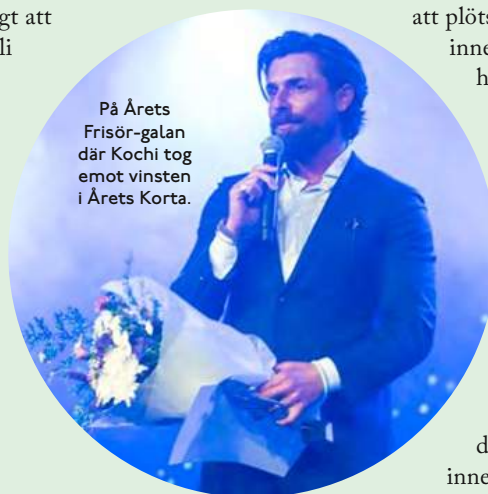 gt att
li
På Årets
Frisör-galan
där Kochi tog
emot vinsten
i Årets Korta.
att plöts
inne
h
d
inne